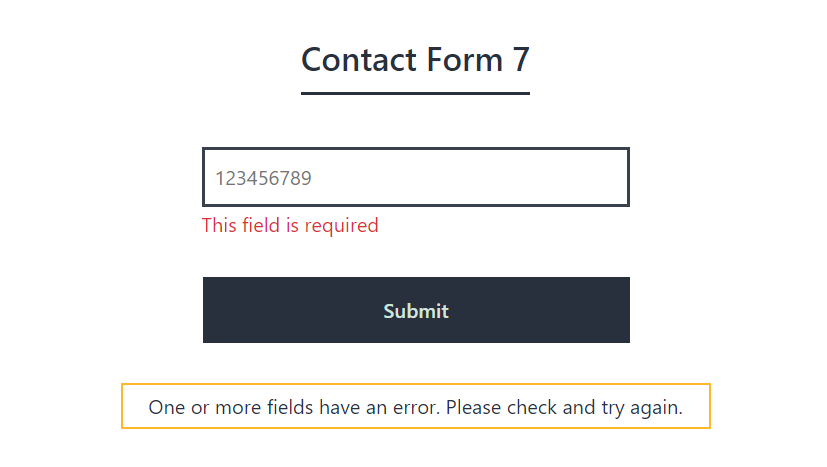 Contact Form 7
123456789
This field is required
Submit
One or more fields have an error. Please check and try again.